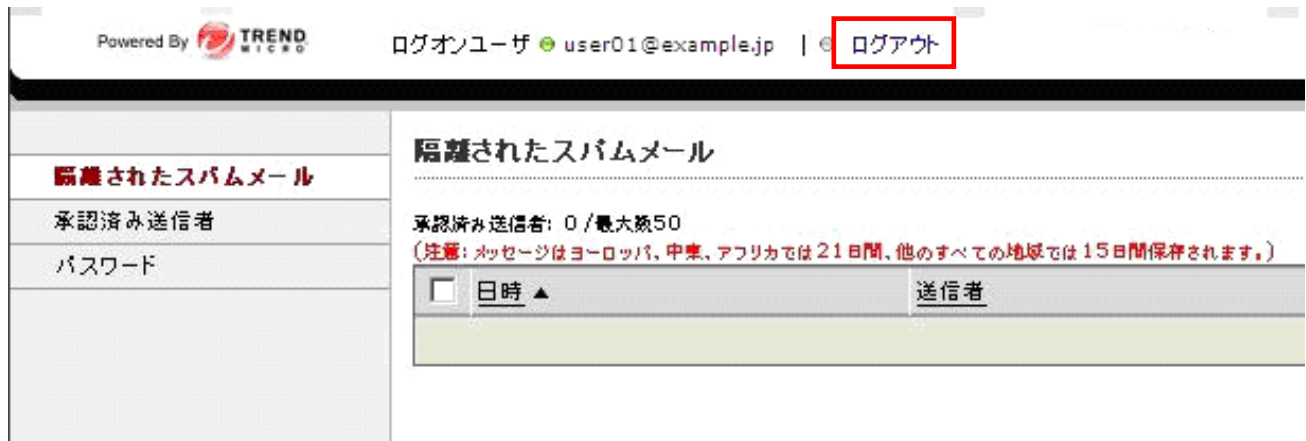 Powered By TREND MICRO ログオンユーザ user01@example.jp | ログアウト
隔離されたスパムメール
隔離されたスパムメール
承認済み送信者
パスワード
承認済み送信者: 0 /最大数50
(注意: メッセージはヨーロッパ、中東、アフリカでは21日間、他のすべての地域では15日間保存されます。)
日時 ▲ 送信者